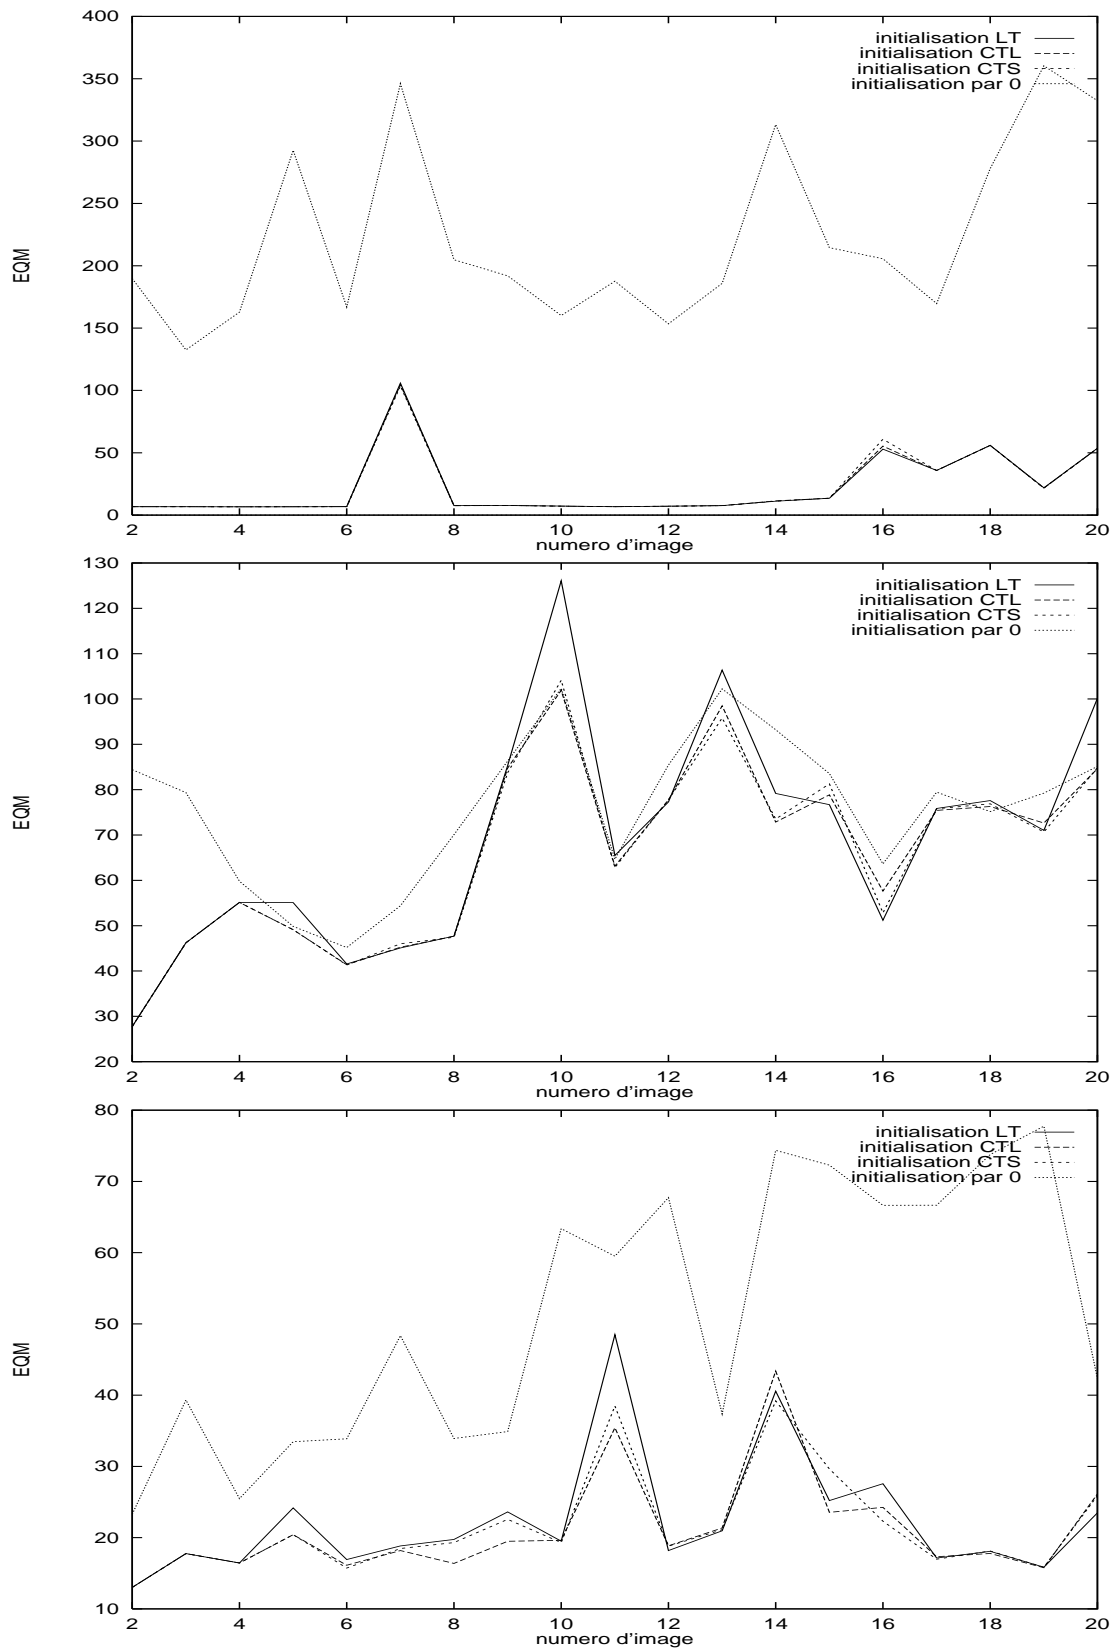 400
350
300
250
200
150
100
50
0
EQM
initialisation LT
initialisation CTL
initialisation CTS
initialisation par 0
2 4 6 8 10 12 14 16 18 20
numero d'image
130
120
110
100
90
80
70
60
50
40
30
20
EQM
initialisation LT
initialisation CTL
initialisation CTS
initialisation par 0
2 4 6 8 10 12 14 16 18 20
numero d'image
80
70
60
50
40
30
20
10
EQM
initialisation LT
initialisation CTL
initialisation CTS
initialisation par 0
2 4 6 8 10 12 14 16 18 20
numero d'image